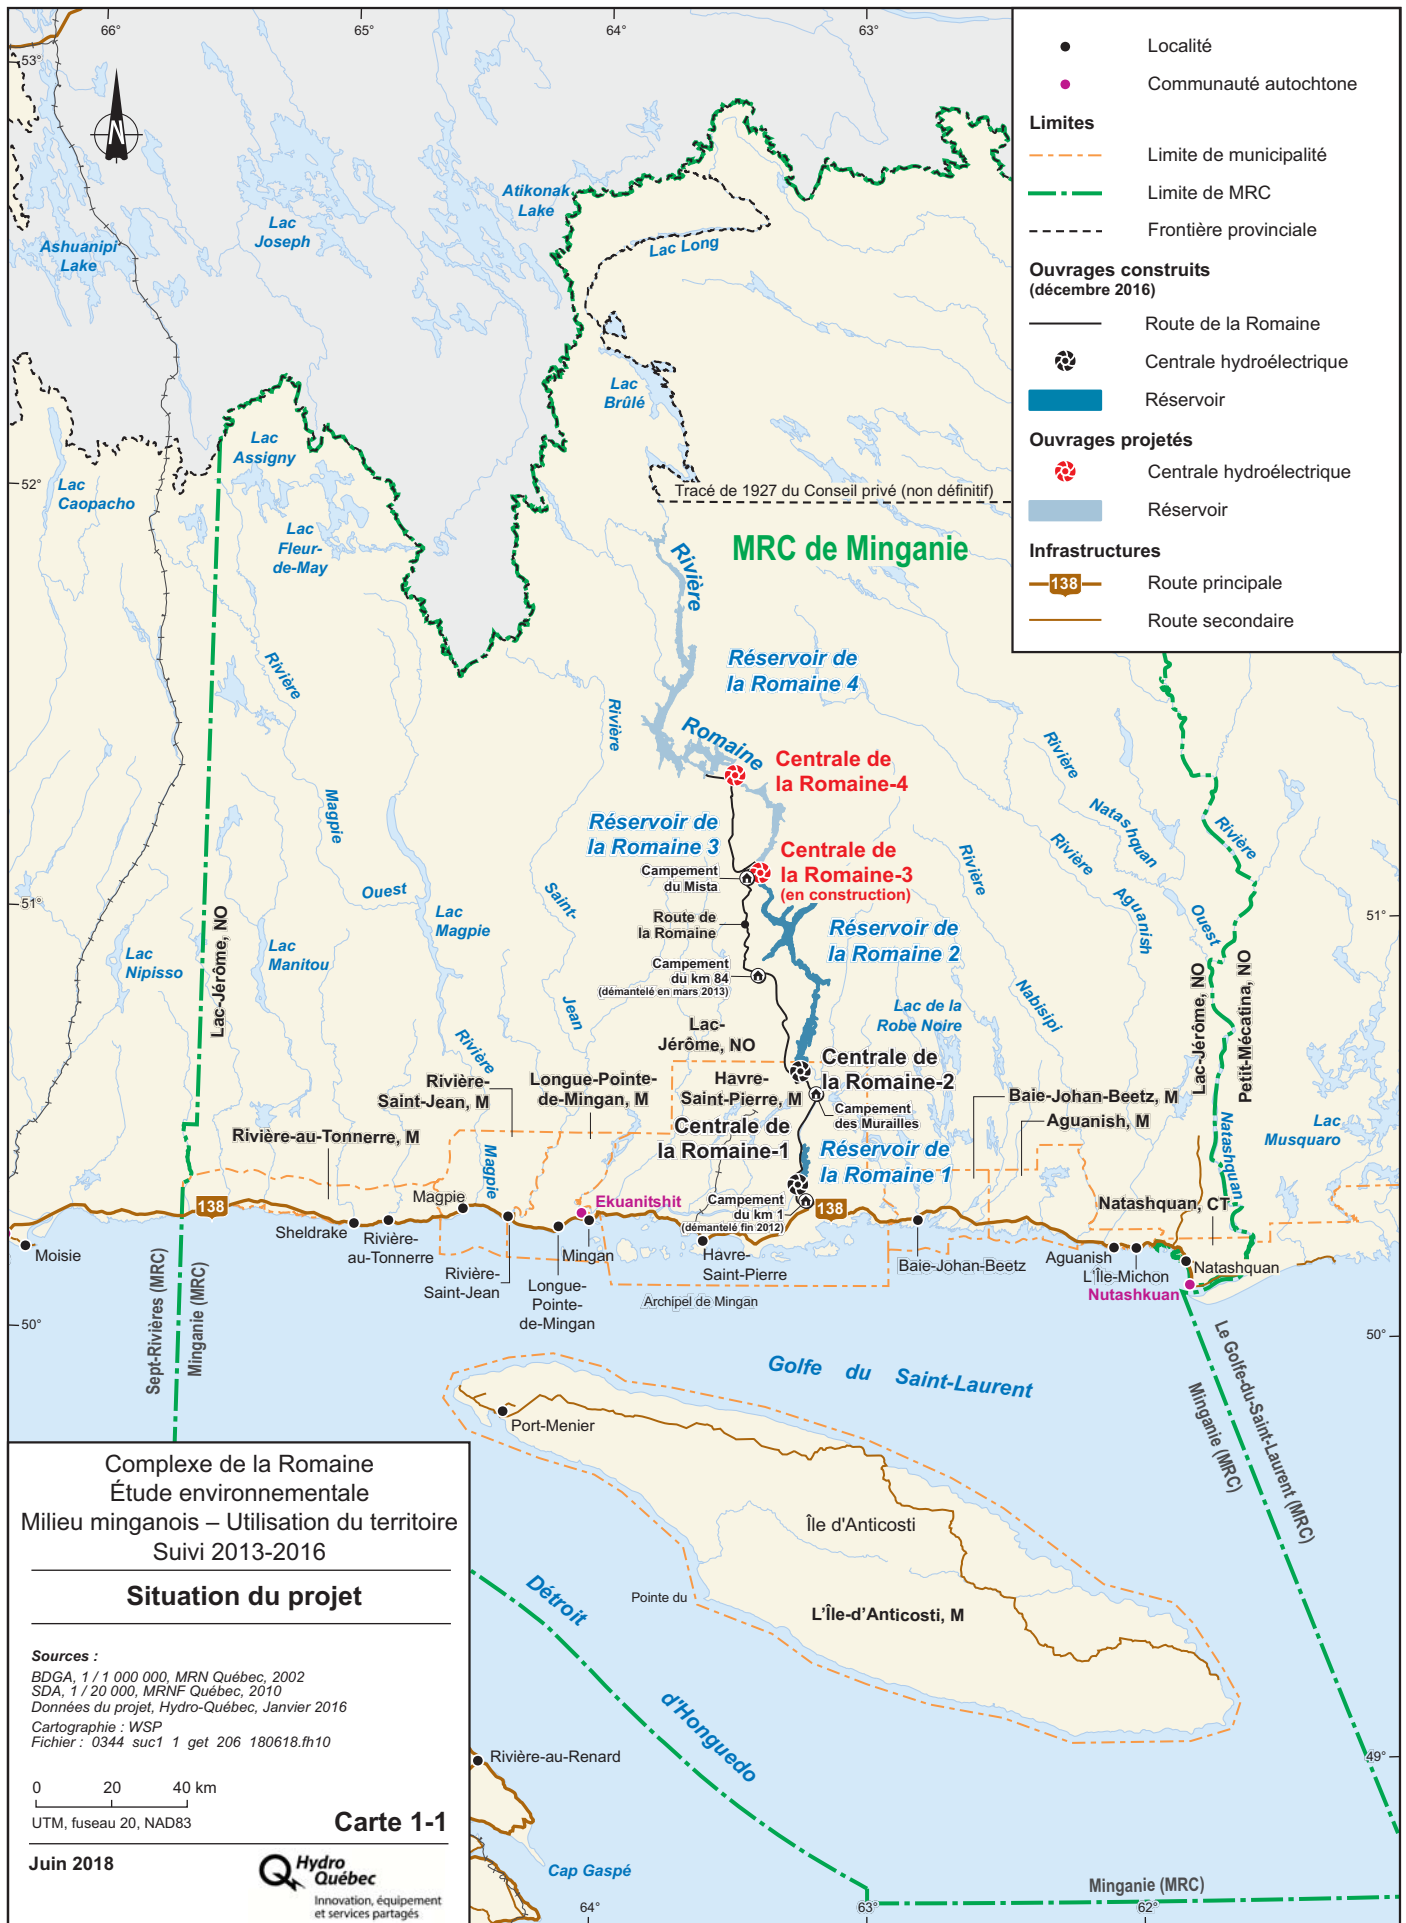 66°
65°
64°
63°
53°
N
Localité
Communauté autochtone
Limites
Limite de municipalité
Limite de MRC
Frontière provinciale
Ouvrages construits
(décembre 2016)
Route de la Romaine
Centrale hydroélectrique
Réservoir
Ouvrages projetés
Centrale hydroélectrique
Réservoir
Infrastructures
138 Route principale
Route secondaire
Atikonak
Lake
Lac
Joseph
Ashuanipi
Lake
Lac Long
Lac
Brûlé
Lac
Assigny
Lac
Caopacho
52°
Tracé de 1927 du Conseil privé (non définitif)
Lac
Fleur-
de-May
MRC de Minganie
Rivière
Réservoir de
la Romaine 4
Rivière
Rivière
Romaine
Rivière
Centrale de
la Romaine-4
Magpie
Natashquan
Rivière
Réservoir de
la Romaine 3
Centrale de
la Romaine-3
(en construction)
Rivière
Rivière
Campement
du Mista
Ouest
Saint-
Aguanish
Ouest
51°
51°
Lac
Magpie
Route de
la Romaine
Réservoir de
la Romaine 2
Lac-Jérôme, NO
Lac
Nipisso
Lac
Manitou
Campement
du km 84
(démantelé en mars 2013)
Jean
Nabisipi
Lac de la
Robe Noire
Lac-Jérôme, NO
Petit-Mécatina, NO
Lac-
Jérôme, NO
Rivière
Centrale de
la Romaine-2
Rivière-
Saint-Jean, M
Longue-Pointe-
de-Mingan, M
Havre-
Saint-Pierre, M
Baie-Johan-Beetz, M
Campement
des Murailles
Aguanish, M
Rivière-au-Tonnerre, M
Centrale de
la Romaine-1
Réservoir de
la Romaine 1
Natashquan
Lac
Musquaro
Magpie
138
Magpie
Ekuanitshit
Campement
du km 1
(démantelé fin 2012)
138
Natashquan, CT
Moisie
Sheldrake
Rivière-
au-Tonnerre
Rivière-
Saint-Jean
Longue-
Pointe-
de-Mingan
Mingan
Havre-
Saint-Pierre
Baie-Johan-Beetz
Aguanish
L'Île-Michon
Natashquan
Nutashkuan
Archipel de Mingan
50°
50°
Sept-Rivières (MRC)
Minganie (MRC)
Golfe du Saint-Laurent
Le Golfe-du-Saint-Laurent (MRC)
Minganie (MRC)
Port-Menier
Île d'Anticosti
Pointe du
L'Île-d'Anticosti, M
Détroit
d'Honguedo
49°
Rivière-au-Renard
Cap Gaspé
Minganie (MRC)
64°
63°
62°
Complexe de la Romaine
Étude environnementale
Milieu minganois – Utilisation du territoire
Suivi 2013-2016
Situation du projet
Sources :
BDGA, 1 / 1 000 000, MRN Québec, 2002
SDA, 1 / 20 000, MRNF Québec, 2010
Données du projet, Hydro-Québec, Janvier 2016
Cartographie : WSP
Fichier : 0344_suc1_1_get_206_180618.fh10
0 20 40 km
UTM, fuseau 20, NAD83
Carte 1-1
Juin 2018
Hydro
Québec
Innovation, équipement
et services partagés